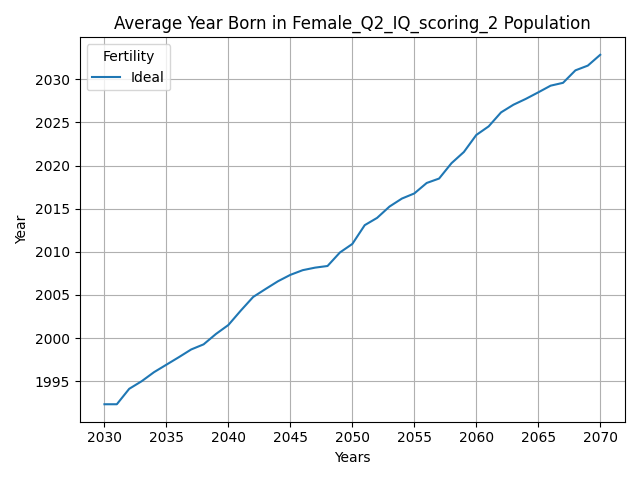 Average Year Born in Female_Q2_IQ_scoring_2 Population
Fertility
Ideal
Year
2030
2025
2020
2015
2010
2005
2000
1995
2030 2035 2040 2045 2050 2055 2060 2065 2070
Years